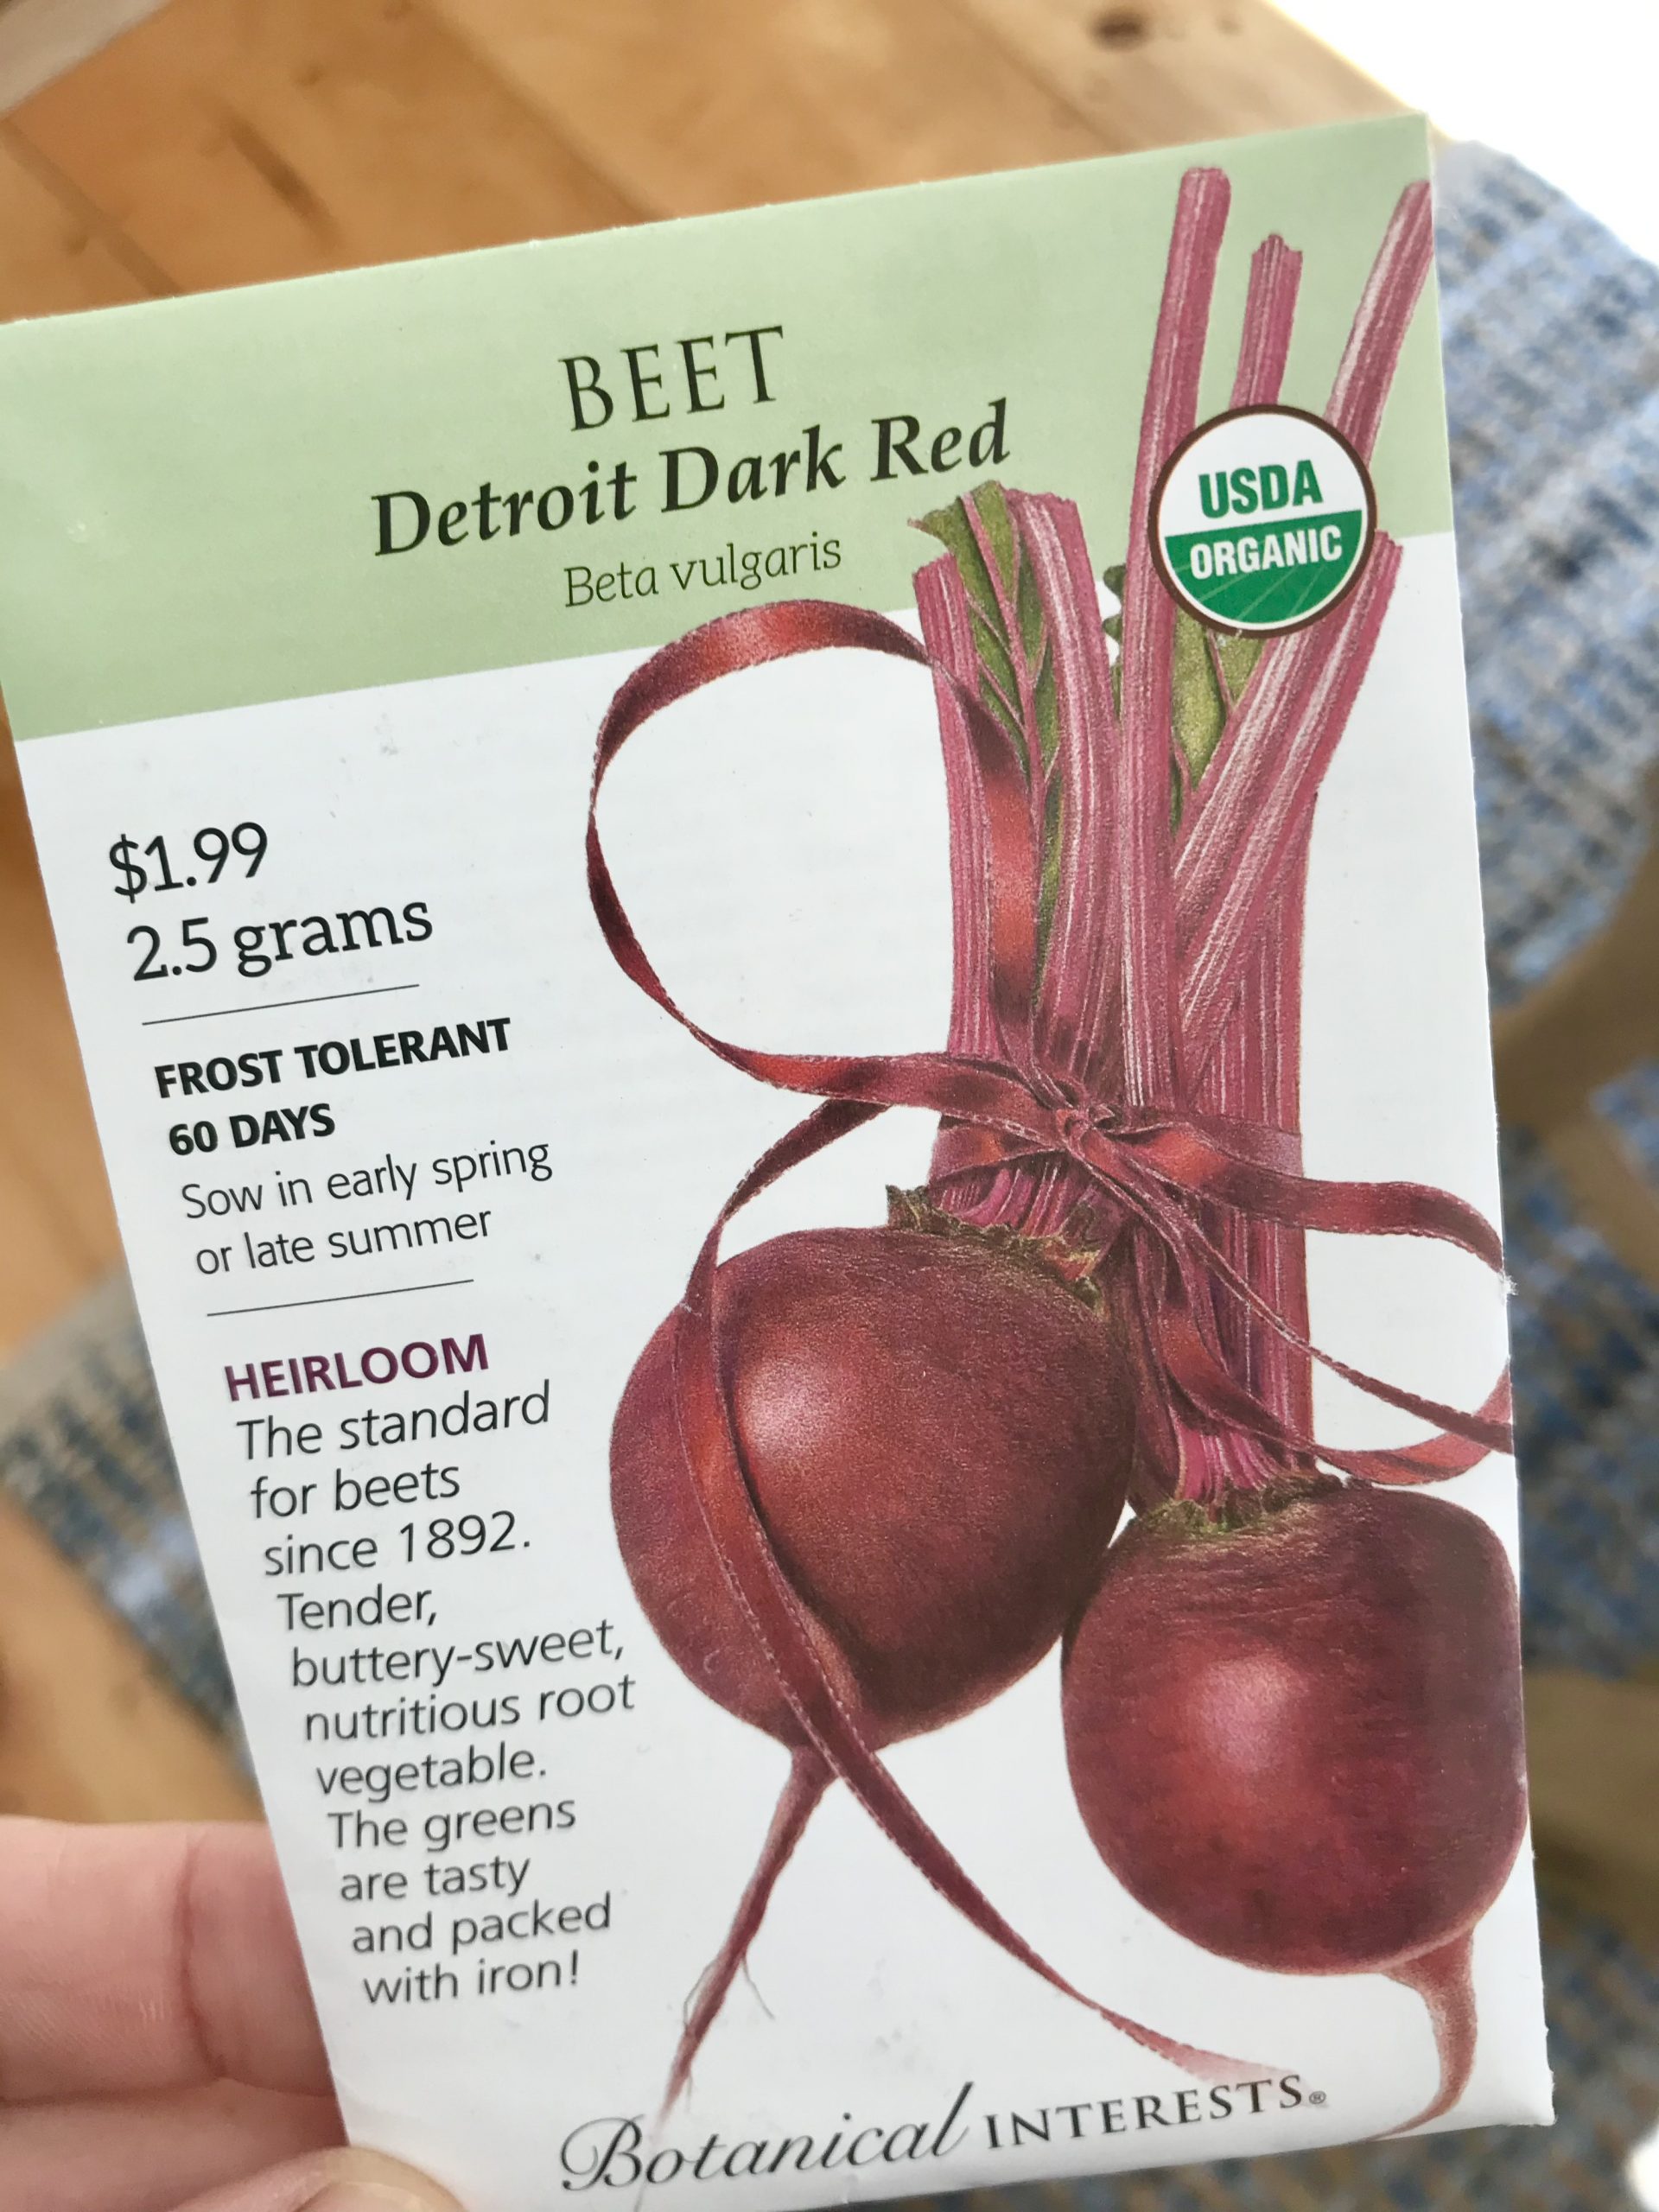 BEET
Detroit Dark Red
Beta vulgaris
USDA
ORGANIC
$1.99
2.5 grams
FROST TOLERANT
60 DAYS
Sow in early spring
or late summer
HEIRLOOM
The standard
for beets
since 1892.
Tender,
buttery-sweet,
nutritious root
vegetable.
The greens
are tasty
and packed
with iron!
Botanical INTERESTS®